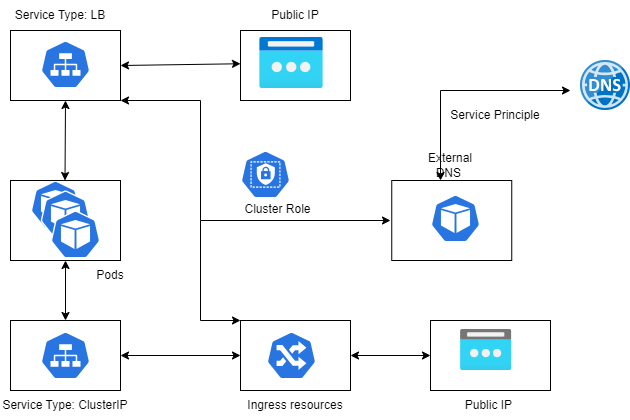 Service Type: LB
Public IP
DNS
Service Principle
External
DNS
Cluster Role
Pods
Service Type: ClusterIP
Ingress resources
Public IP